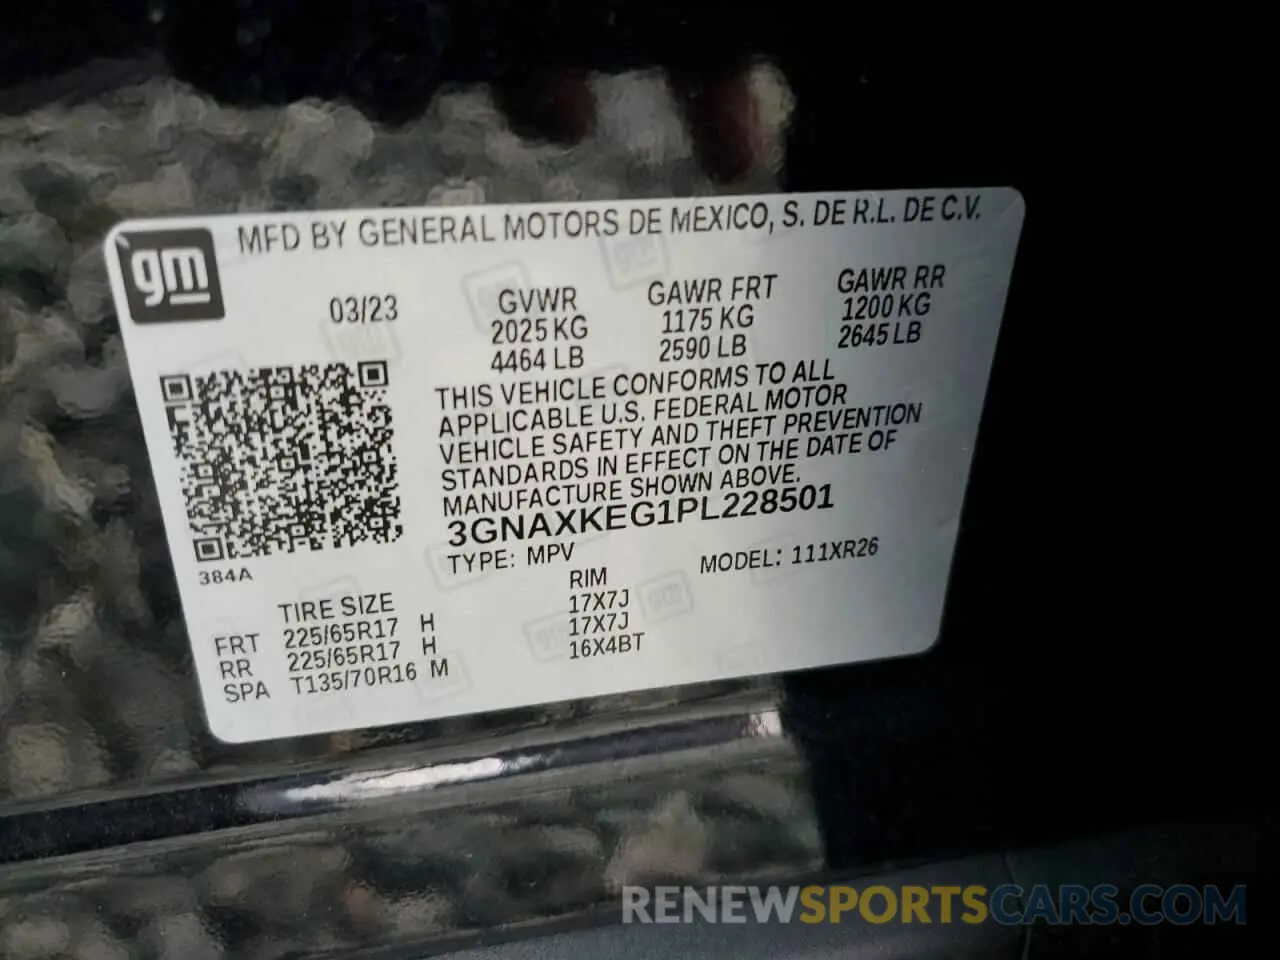 gm
MFD BY GENERAL MOTORS DE MEXICO, S. DE R.L. DE C.V.
03/23 GVWR GAWR FRT GAWR RR
2025 KG 1175 KG 1200 KG
4464 LB 2590 LB 2645 LB
THIS VEHICLE CONFORMS TO ALL
APPLICABLE U.S. FEDERAL MOTOR
VEHICLE SAFETY AND THEFT PREVENTION
STANDARDS IN EFFECT ON THE DATE OF
MANUFACTURE SHOWN ABOVE.
3GNAXKEG1PL228501
384A
TYPE: MPV MODEL: 111XR26
TIRE SIZE RIM
FRT 225/65R17 H 17X7J
RR 225/65R17 H 17X7J
SPA T135/70R16 M 16X4BT
RENEWSPORTSCARS.COM